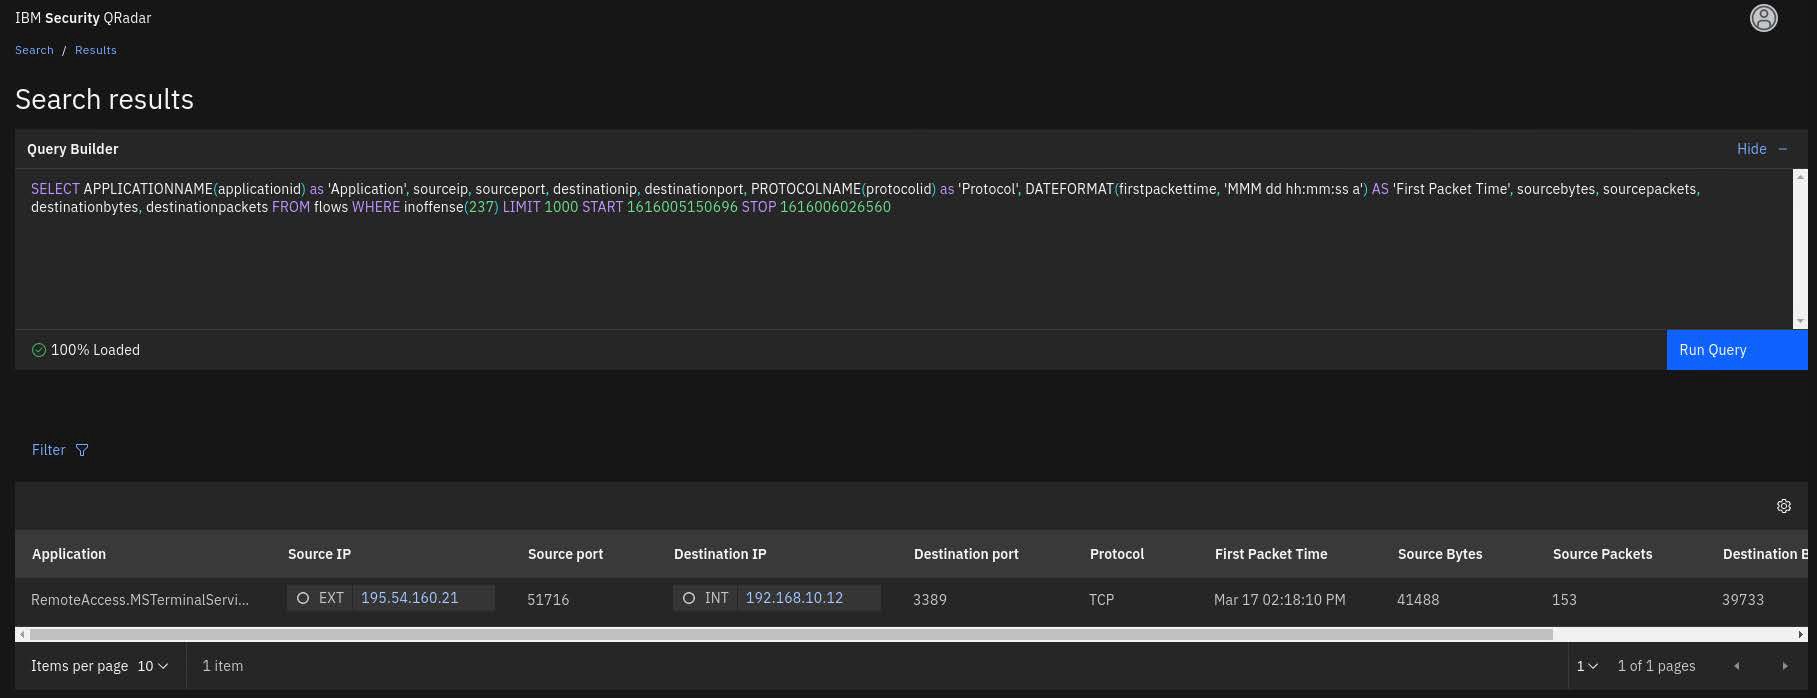 IBM Security QRadar
Search / Results
Search results
Query Builder
Hide
SELECT APPLICATIONNAME(applicationid) as 'Application', sourceip, sourceport, destinationip, destinationport, PROTOCOLNAME(protocolid) as 'Protocol', DATEFORMAT(firstpackettime, 'MMM dd hh:mm:ss a') AS 'First Packet Time', sourcebytes, sourcepackets,
destinationbytes, destinationpackets FROM flows WHERE inoffense(237) LIMIT 1000 START 1616005150696 STOP 1616006026560
100% Loaded
Run Query
Filter
Application Source IP Source port Destination IP Destination port Protocol First Packet Time Source Bytes Source Packets Destination B
RemoteAccess.MSTerminalServi... EXT 195.54.160.21 51716 INT 192.168.10.12 3389 TCP Mar 17 02:18:10 PM 41488 153 39733
Items per page 10 1 item 1 1 of 1 pages